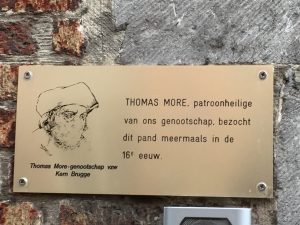 THOMAS MORE, patroonheilige
van ons genootschap, bezocht
dit pand meermaals in de
16e eeuw.
Thomas More-genootschap vzw
Kern Brugge